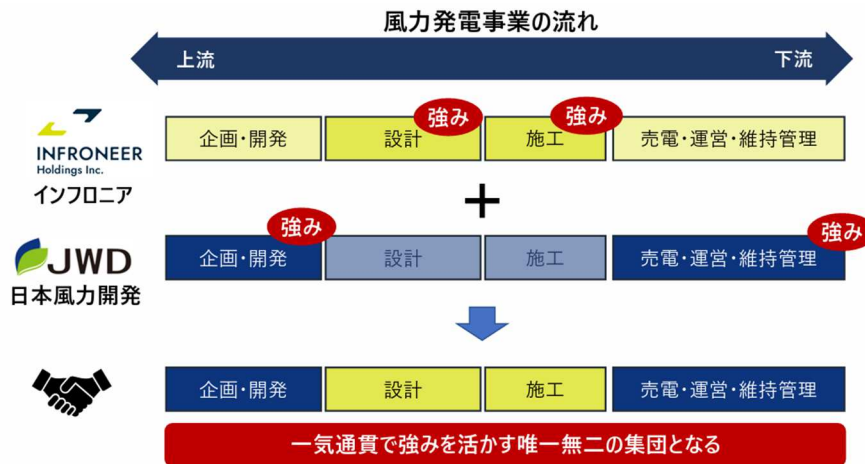 風力発電事業の流れ
上流
下流
INFRONEER
Holdings Inc.
インフロニア
企画・開発
設計
強み
施工
強み
売電・運営・維持管理
+
JWD
日本風力開発
企画・開発
強み
設計
施工
売電・運営・維持管理
強み
企画・開発
設計
施工
売電・運営・維持管理
一気通貫で強みを活かす唯一無二の集団となる